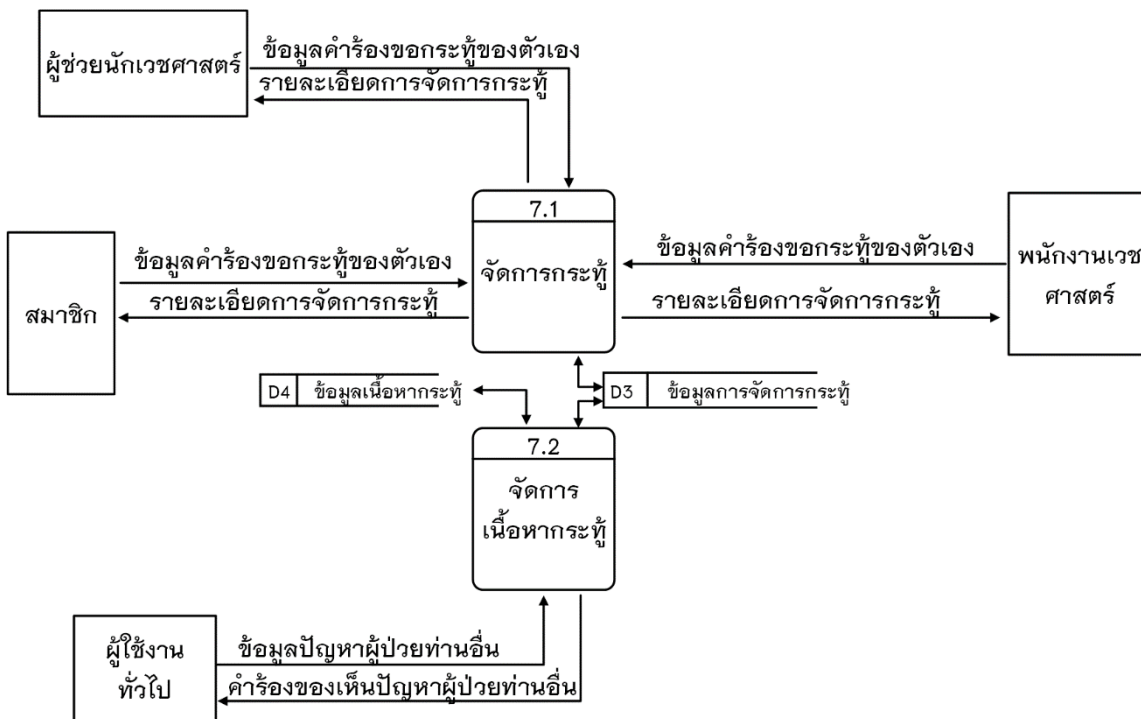 ผู้ช่วยนักเวชศาสตร์
ข้อมูลคำร้องขอกระทู้ของตัวเอง
รายละเอียดการจัดการกระทู้
7.1
จัดการกระทู้
สมาชิก
ข้อมูลคำร้องขอกระทู้ของตัวเอง
รายละเอียดการจัดการกระทู้
ข้อมูลคำร้องขอกระทู้ของตัวเอง
รายละเอียดการจัดการกระทู้
พนักงานเวช
ศาสตร์
D4 ข้อมูลเนื้อหากระทู้
D3 ข้อมูลการจัดการกระทู้
7.2
จัดการ
เนื้อหากระทู้
ผู้ใช้งาน
ทั่วไป
ข้อมูลปัญหาผู้ป่วยท่านอื่น
คำร้องของเห็นปัญหาผู้ป่วยท่านอื่น